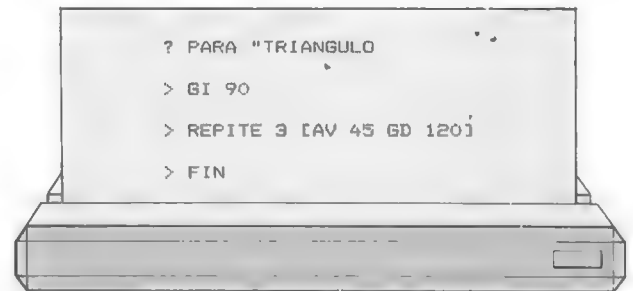 ? PARA "TRIANGULO
> GI 90
> REPITE 3 [AV 45 GD 120]
> FIN